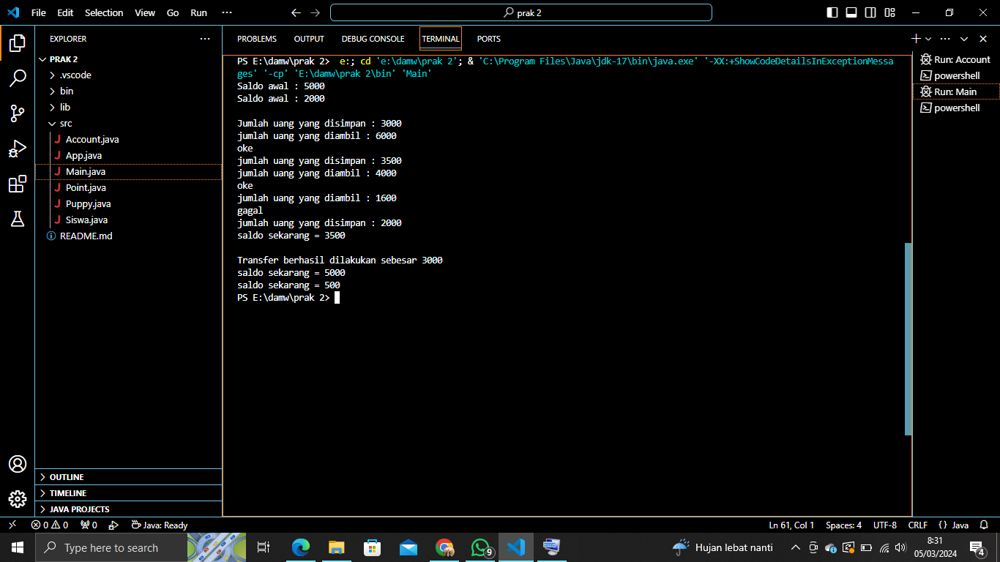 File Edit Selection View Go Run ···
prak 2
EXPLORER ···
PRAK 2
.vscode
bin
lib
src
J Account.java
J App.java
J Main.java
J Point.java
J Puppy.java
J Siswa.java
README.md
OUTLINE
TIMELINE
JAVA PROJECTS
PROBLEMS OUTPUT DEBUG CONSOLE TERMINAL PORTS
PS E:\damw\prak 2>  e:; cd 'e:\damw\prak 2'; & 'C:\Program Files\Java\jdk-17\bin\java.exe' '-XX:+ShowCodeDetailsInExceptionMessa
ges' '-cp' 'E:\damw\prak 2\bin' 'Main'
Saldo awal : 5000
Saldo awal : 2000
Jumlah uang yang disimpan : 3000
jumlah uang yang diambil : 6000
oke
jumlah uang yang disimpan : 3500
jumlah uang yang diambil : 4000
oke
jumlah uang yang diambil : 1600
gagal
jumlah uang yang disimpan : 2000
saldo sekarang = 3500
Transfer berhasil dilakukan sebesar 3000
saldo sekarang = 5000
saldo sekarang = 500
PS E:\damw\prak 2>
Run: Account
powershell
Run: Main
powershell
0 0 0 Java: Ready Ln 61, Col 1 Spaces: 4 UTF-8 CRLF {} Java
Type here to search
9
Hujan lebat nanti
8:31
05/03/2024
4